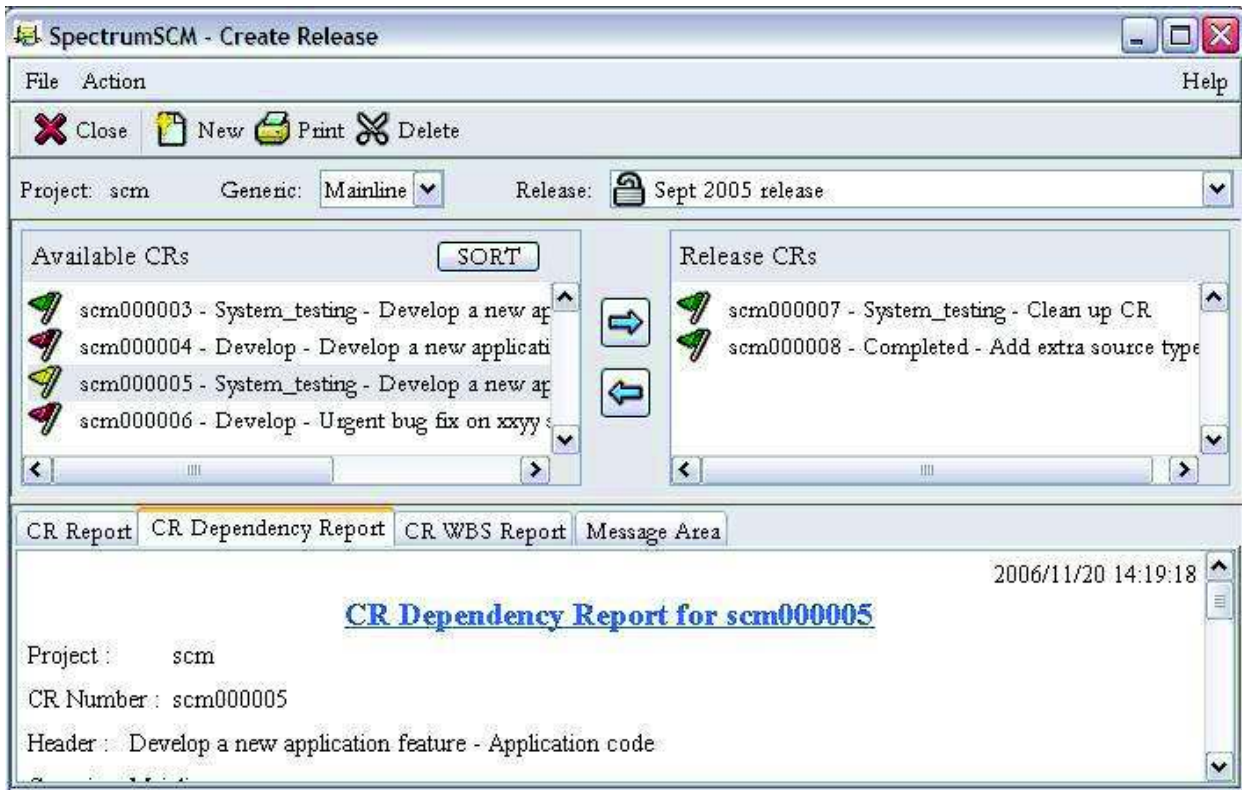 SpectrumSCM - Create Release
File Action Help
Close New Print Delete
Project: scm Generic: Mainline Release: Sept 2005 release
Available CRs SORT Release CRs
scm000003 - System_testing - Develop a new ap
scm000004 - Develop - Develop a new applicati
scm000005 - System_testing - Develop a new ap
scm000006 - Develop - Urgent bug fix on xxyy s
scm000007 - System_testing - Clean up CR
scm000008 - Completed - Add extra source type
CR Report CR Dependency Report CR WBS Report Message Area
2006/11/20 14:19:18
CR Dependency Report for scm000005
Project : scm
CR Number : scm000005
Header : Develop a new application feature - Application code